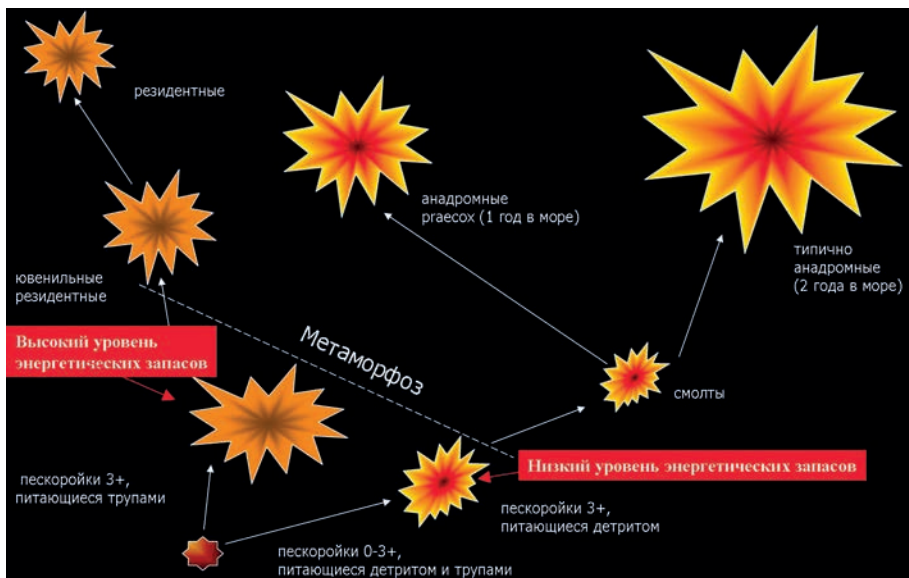 резидентные
анадромные
praecox (1 год в море)
типично
анадромные
(2 года в море)
ювенильные
резидентные
Высокий уровень
энергетических запасов
Метаморфоз
смолты
Низкий уровень энергетических запасов
пескоройки 3+,
питающиеся трупами
пескоройки 3+,
питающиеся детритом
пескоройки 0-3+,
питающиеся детритом и трупами